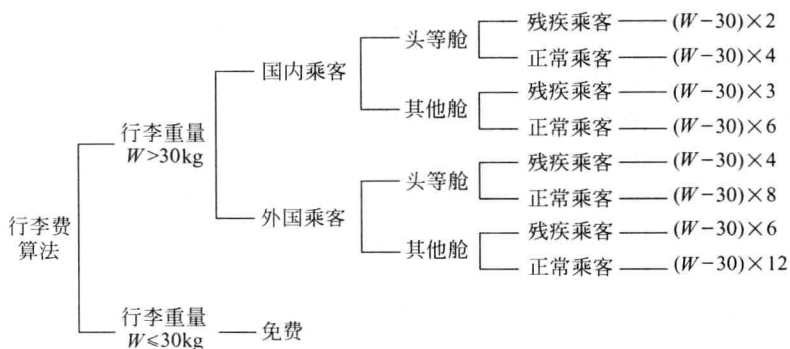 残疾乘客 (W-30)×2
头等舱
正常乘客 (W-30)×4
国内乘客
残疾乘客 (W-30)×3
其他舱
正常乘客 (W-30)×6
行李重量
W>30kg
残疾乘客 (W-30)×4
头等舱
正常乘客 (W-30)×8
外国乘客
残疾乘客 (W-30)×6
其他舱
正常乘客 (W-30)×12
行李费
算法
行李重量
W≤30kg
免费